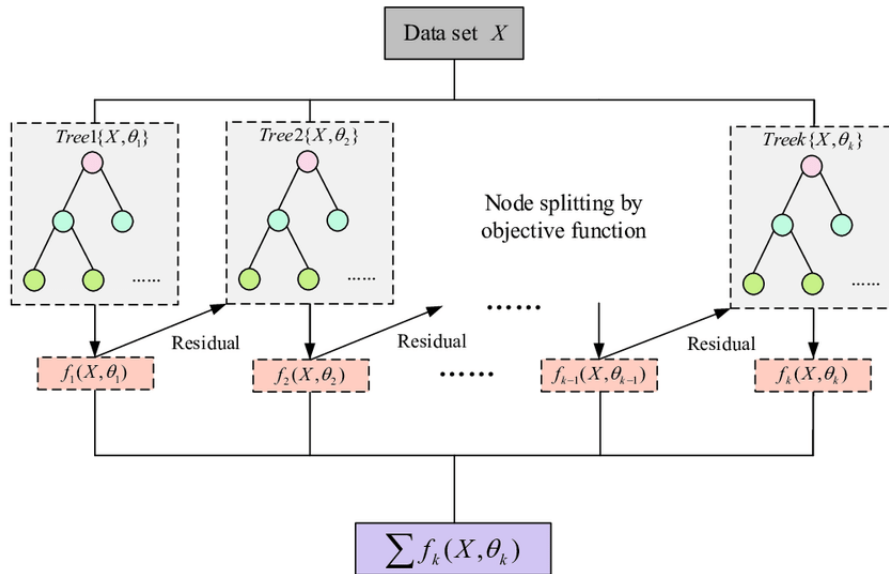 Data set X
Tree1{X,θ₁}
Tree2{X,θ₂}
Treek{X,θₖ}
Node splitting by
objective function
......
......
......
......
Residual
Residual
Residual
f₁(X,θ₁)
f₂(X,θ₂)
......
fₖ₋₁(X,θₖ₋₁)
fₖ(X,θₖ)
∑fₖ(X,θₖ)